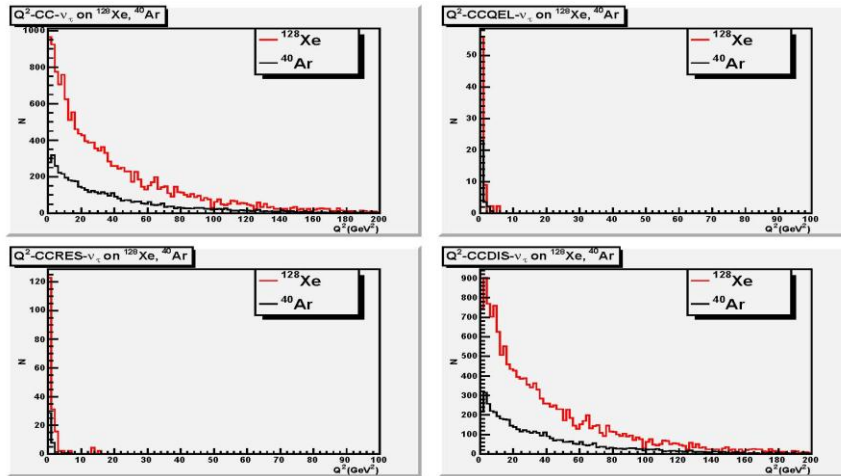 Q²-CC-ν_τ on ¹²⁸Xe, ⁴⁰Ar
¹²⁸Xe
⁴⁰Ar
N
1000
800
600
400
200
0
0 20 40 60 80 100 120 140 160 180 200
Q²(GeV²)
Q²-CCQEL-ν_τ on ¹²⁸Xe, ⁴⁰Ar
¹²⁸Xe
⁴⁰Ar
N
50
40
30
20
10
0
0 10 20 30 40 50 60 70 80 90 100
Q²(GeV²)
Q²-CCRES-ν_τ on ¹²⁸Xe, ⁴⁰Ar
¹²⁸Xe
⁴⁰Ar
N
120
100
80
60
40
20
0
0 10 20 30 40 50 60 70 80 90 100
Q²(GeV²)
Q²-CCDIS-ν_τ on ¹²⁸Xe, ⁴⁰Ar
¹²⁸Xe
⁴⁰Ar
N
900
800
700
600
500
400
300
200
100
0
0 20 40 60 80 100 120 140 160 180 200
Q²(GeV²)